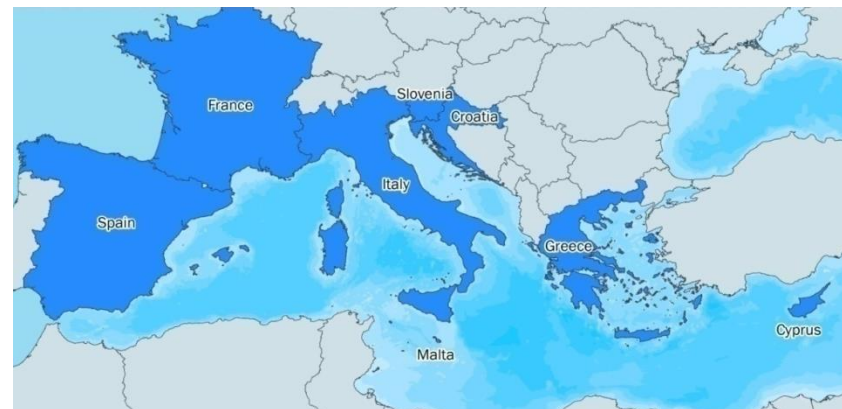 Slovenia
France
Croatia
Italy
Spain
Greece
Cyprus
Malta